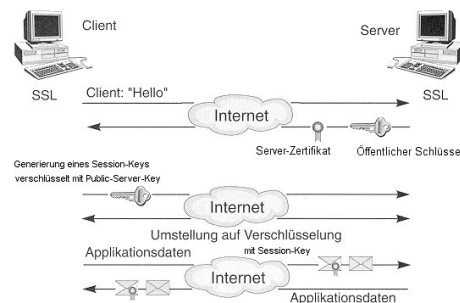 Client
Server
SSL
SSL
Client: "Hello"
Internet
Server-Zertifikat
Öffentlicher Schlüsse
Generierung eines Session-Keys
verschlüsselt mit Public-Server-Key
Internet
Umstellung auf Verschlüsselung
mit Session-Key
Applikationsdaten
Internet
Applikationsdaten